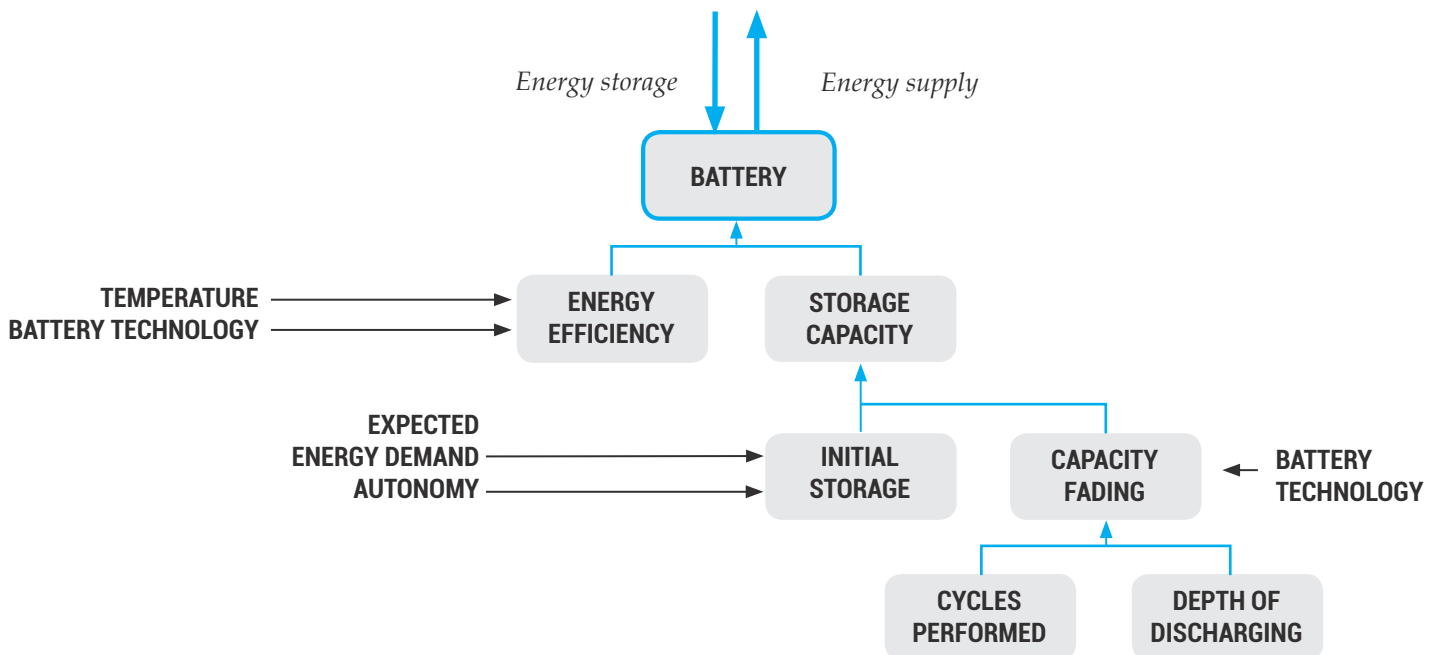 Energy storage
Energy supply
BATTERY
TEMPERATURE
BATTERY TECHNOLOGY
ENERGY
EFFICIENCY
STORAGE
CAPACITY
EXPECTED
ENERGY DEMAND
AUTONOMY
INITIAL
STORAGE
CAPACITY
FADING
BATTERY
TECHNOLOGY
CYCLES
PERFORMED
DEPTH OF
DISCHARGING